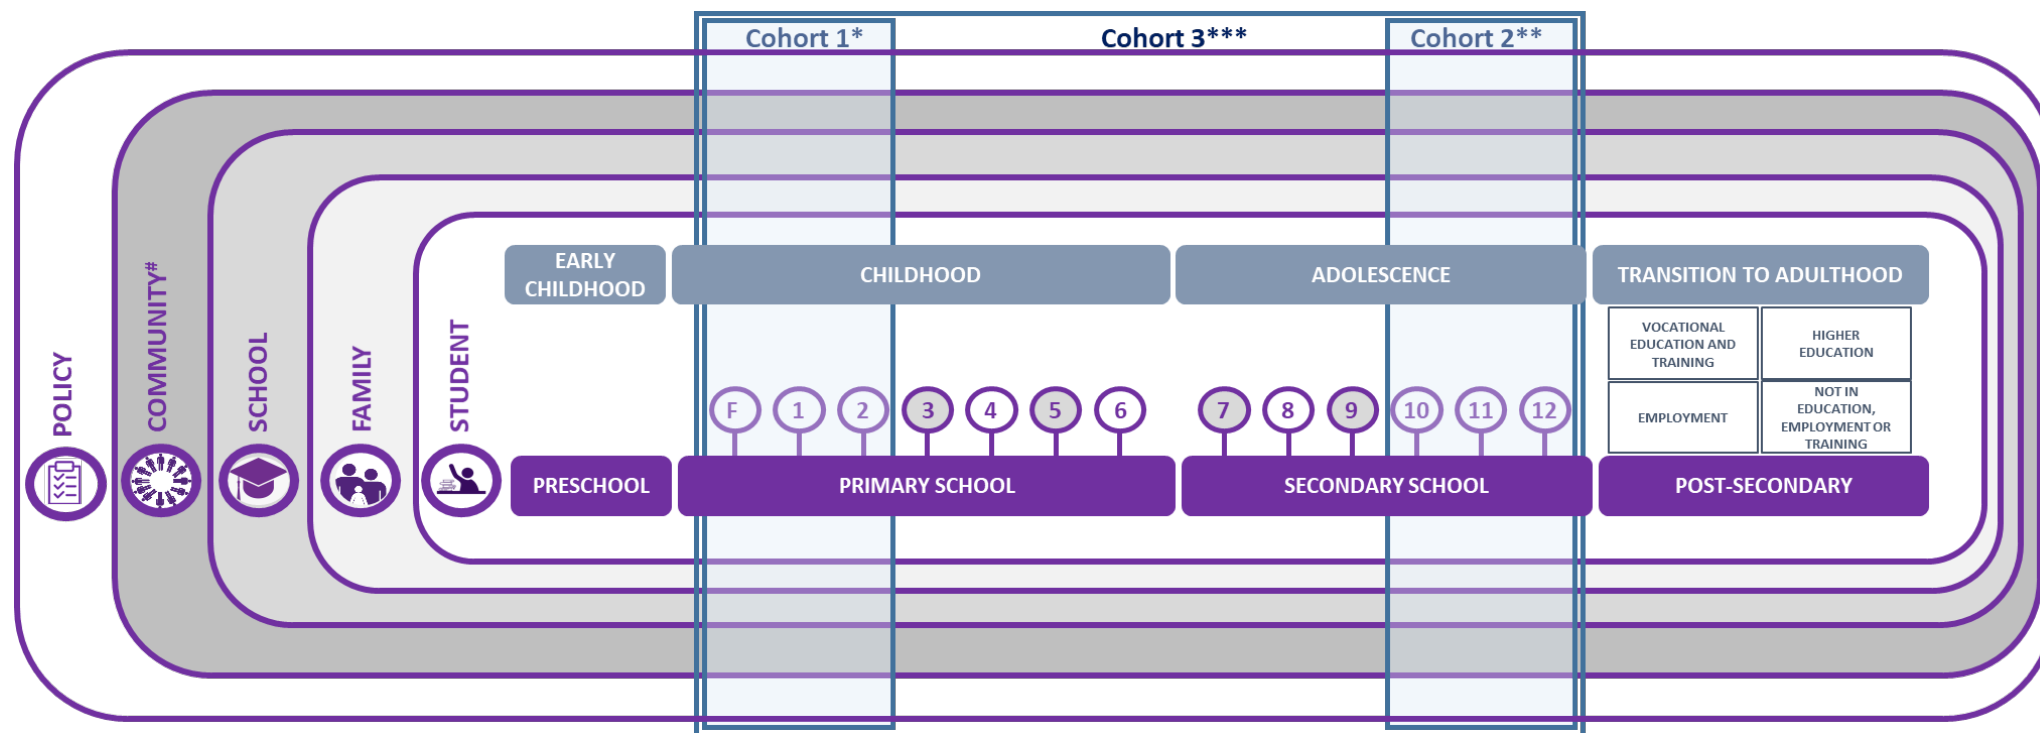 Cohort 1*
Cohort 3***
Cohort 2**
POLICY
COMMUNITY#
SCHOOL
FAMILY
STUDENT
EARLY
CHILDHOOD
CHILDHOOD
ADOLESCENCE
TRANSITION TO ADULTHOOD
VOCATIONAL
EDUCATION AND
TRAINING
HIGHER
EDUCATION
EMPLOYMENT
NOT IN
EDUCATION,
EMPLOYMENT OR
TRAINING
F 1 2 3 4 5 6 7 8 9 10 11 12
PRESCHOOL
PRIMARY SCHOOL
SECONDARY SCHOOL
POST-SECONDARY